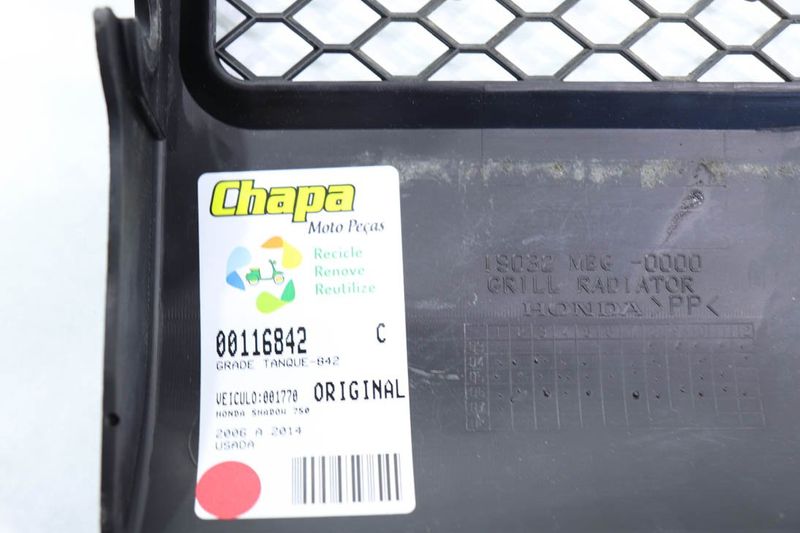 Chapa
Moto Peças
Recicle
Renove
Reutilize
00116842 C
GRADE TANQUE-842
VEICULO:001770 ORIGINAL
HONDA SHADOW 750
2006 A 2014
USADA
19032 MEG -0000
GRILL RADIATOR
HONDA >PP<